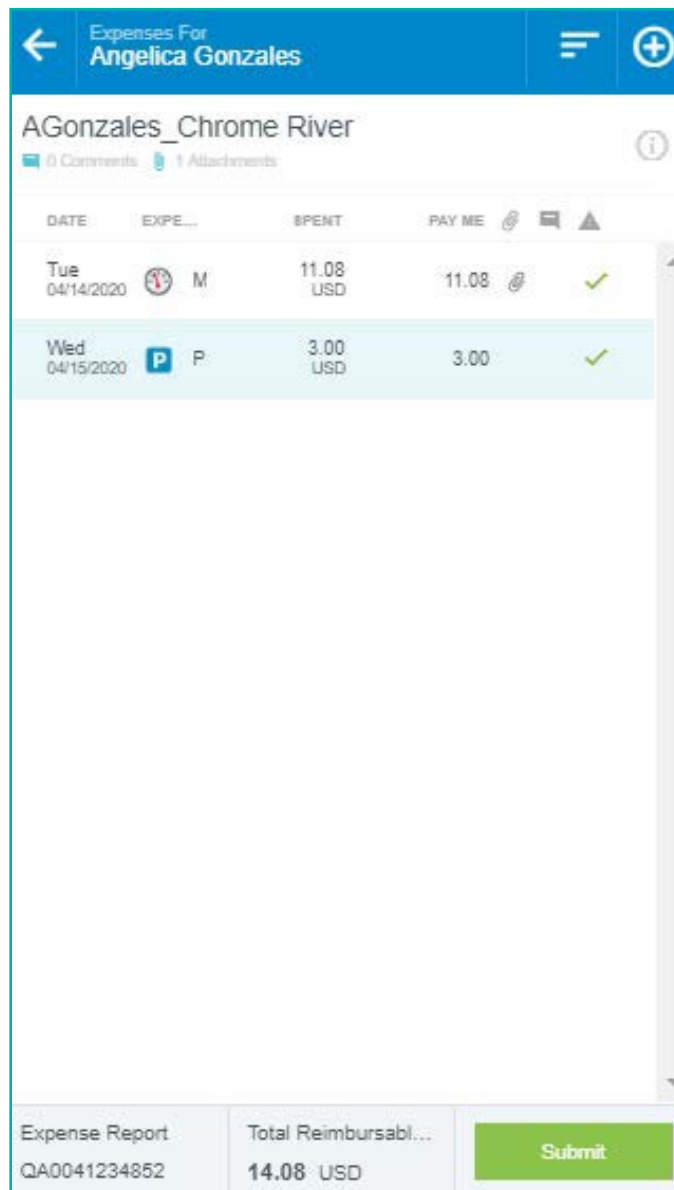 Expenses For
Angelica Gonzales
AGonzales_Chrome River
0 Comments 1 Attachments
DATE EXPE... SPENT PAY ME
Tue
04/14/2020 M 11.08 USD 11.08
Wed
04/15/2020 P P 3.00 USD 3.00
Expense Report Total Reimbursabl...
QA0041234852 14.08 USD
Submit